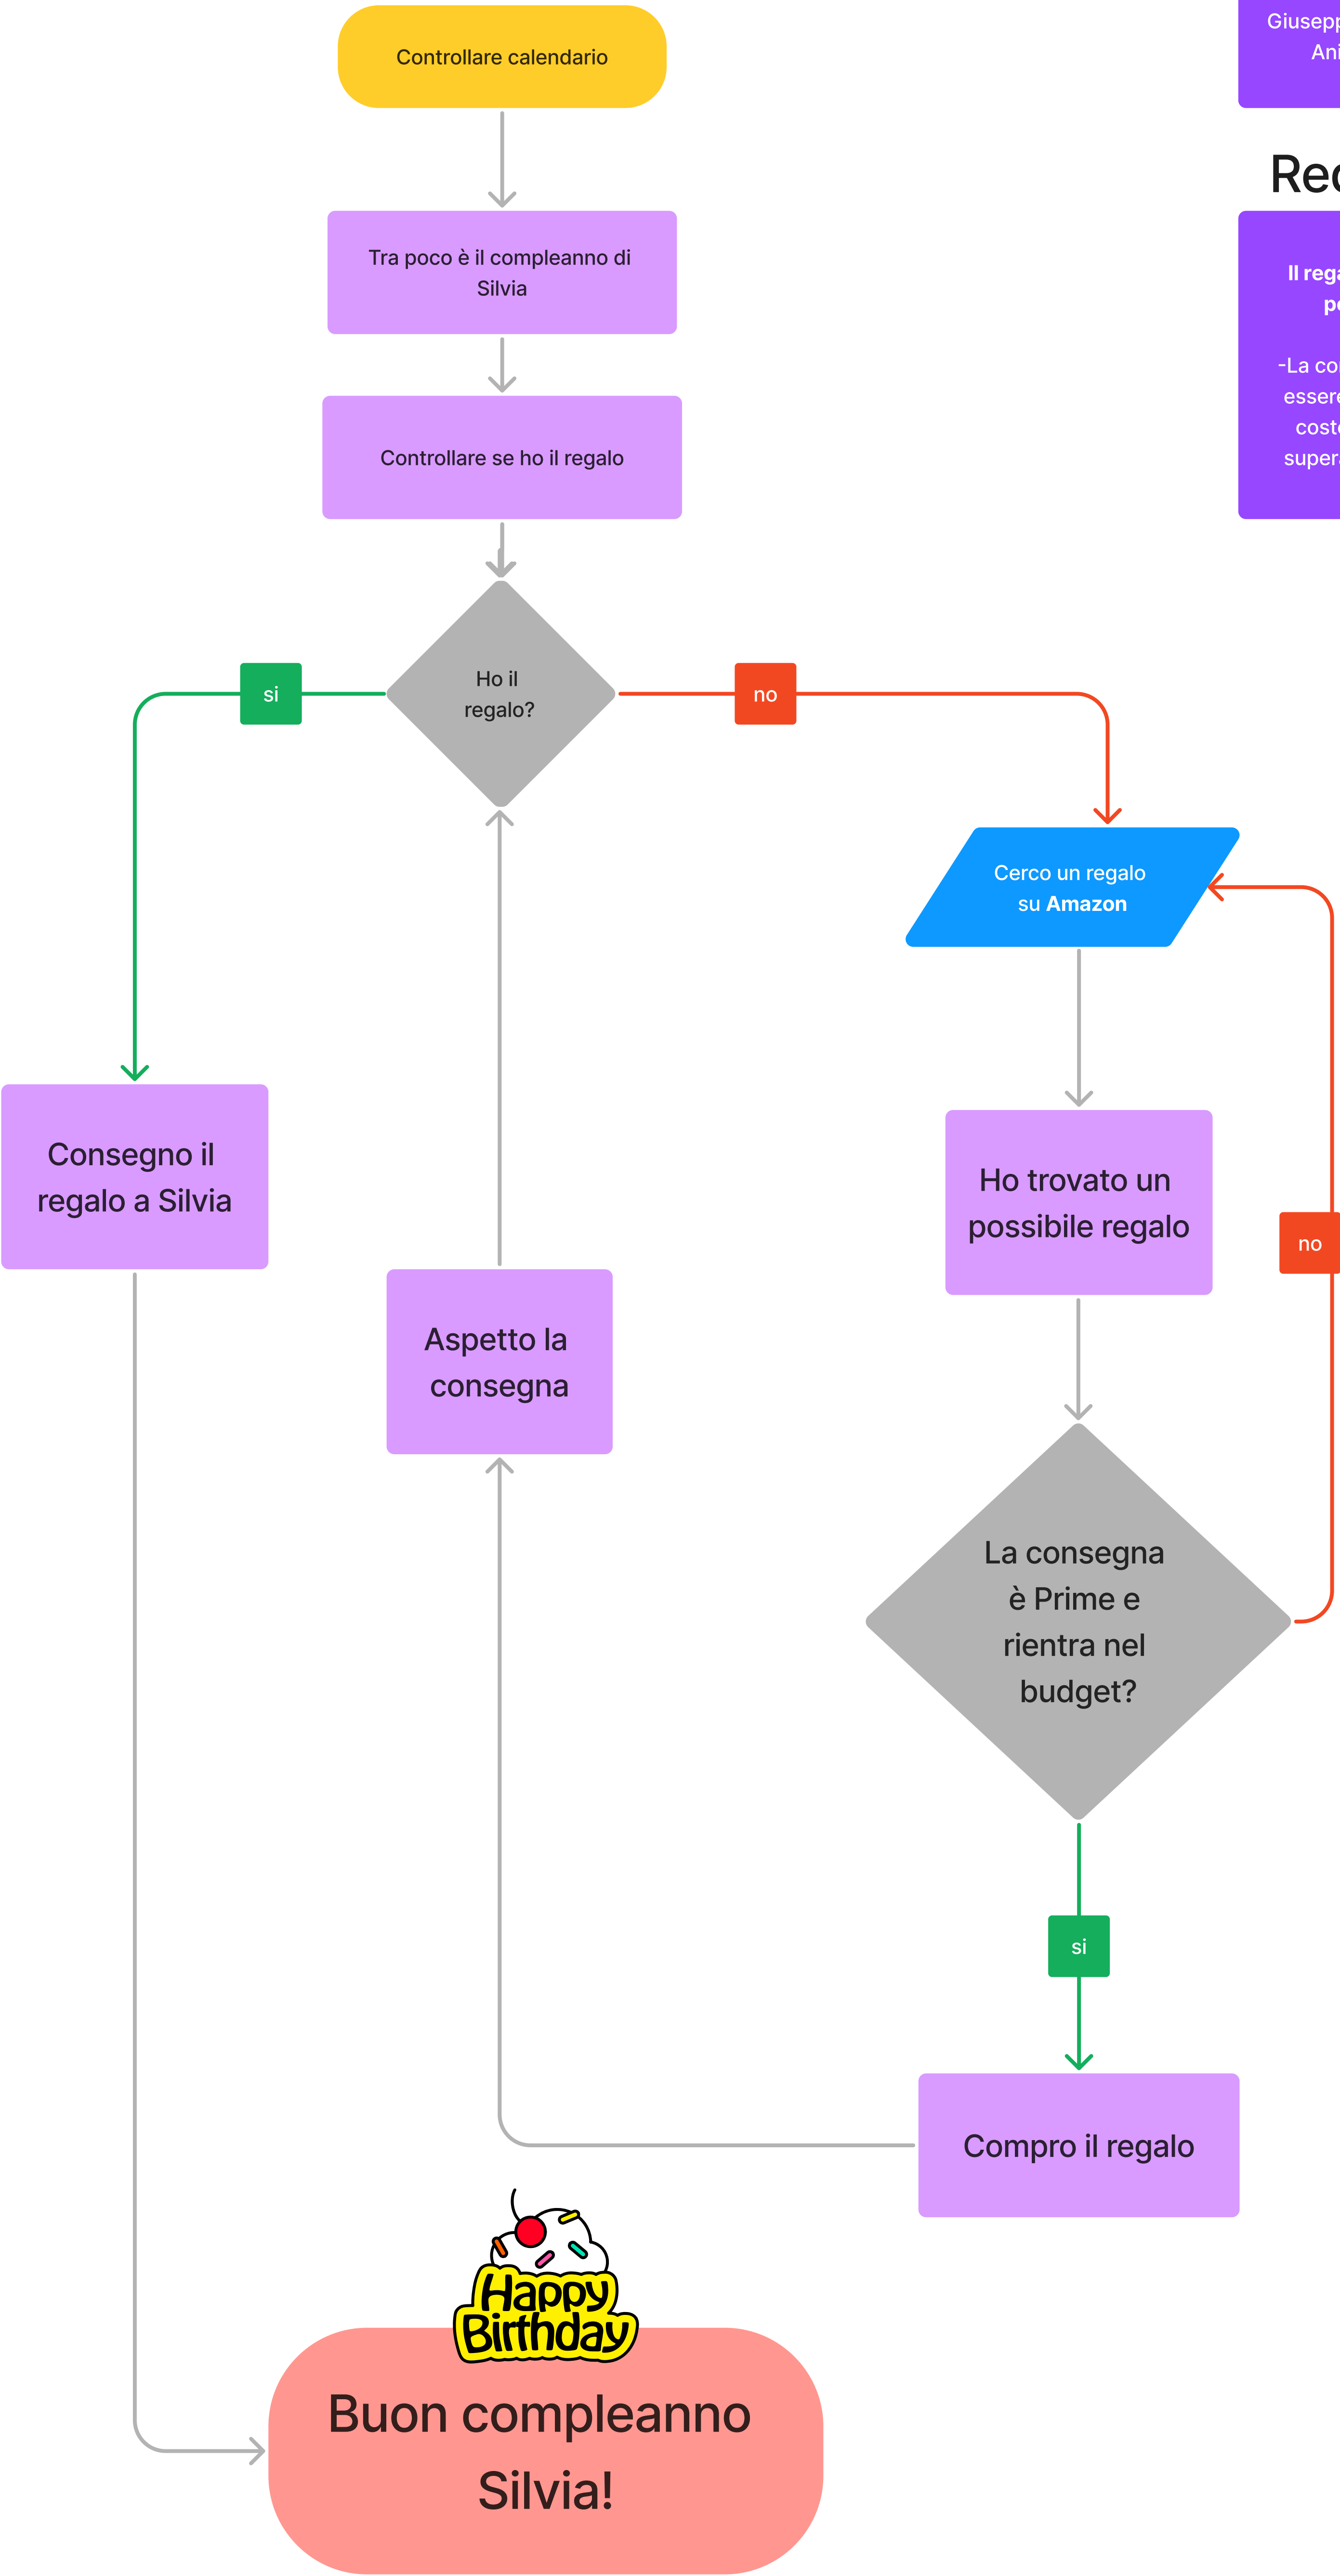 Controllare calendario
Tra poco è il compleanno di
Silvia
Controllare se ho il regalo
Ho il
regalo?
si
no
Cerco un regalo
su Amazon
Consegno il
regalo a Silvia
Ho trovato un
possibile regalo
no
Aspetto la
consegna
La consegna
è Prime e
rientra nel
budget?
si
Compro il regalo
Happy
Birthday
Buon compleanno
Silvia!
Il
-La